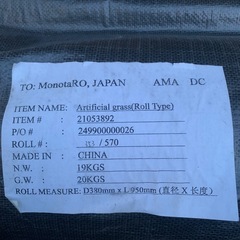 TO: MonotaRO, JAPAN AMA DC
ITEM NAME: Artificial grass(Roll Type)
ITEM # : 21053892
P/O # : 249900000026
ROLL# : / 570
MADE IN : CHINA
N.W. : 19KGS
G.W. : 20KGS
ROLL MEASURE: D380mm x L 950mm (直径 X 长度)